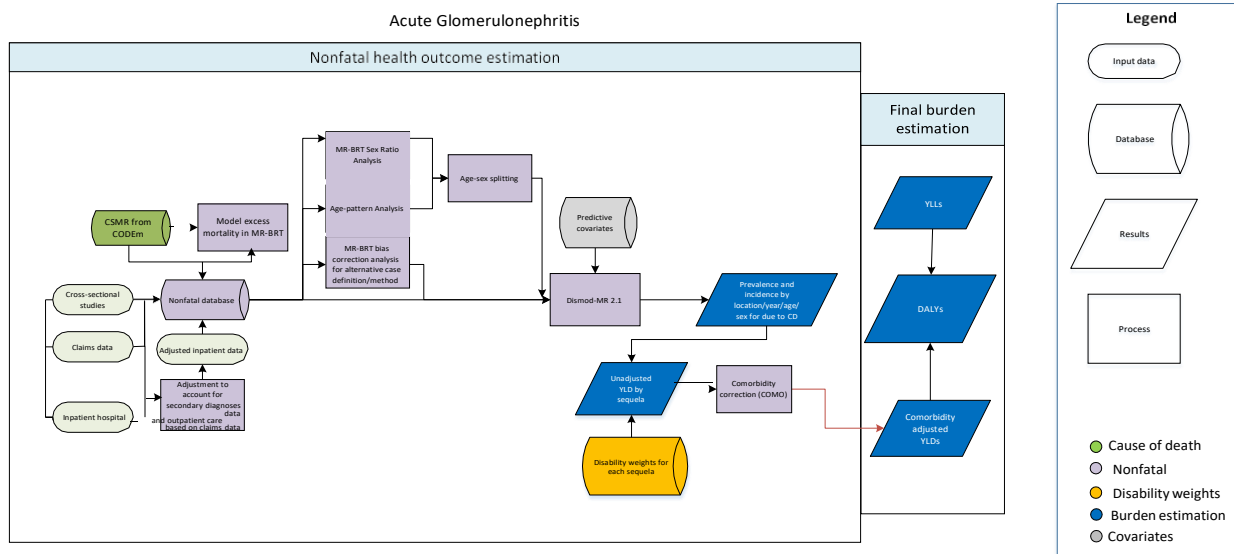 Acute Glomerulonephritis
Nonfatal health outcome estimation
MR-BRT Sex Ratio
Analysis
Age-pattern Analysis
MR-BRT bias
correction analysis
for alternative case
definition/method
Age-sex splitting
CSMR from
CODEm
Model excess
mortality in MR-BRT
Nonfatal database
Cross-sectional
studies
Claims data
Inpatient hospital
Adjusted inpatient data
Adjustment to
account for
secondary diagnoses
data
and outpatient care
based on claims data
Predictive
covariates
Dismod-MR 2.1
Prevalence and
incidence by
location/year/age/
sex for due to CD
Unadjusted
YLD by
sequela
Comorbidity
correction (COMO)
Disability weights for
each sequela
Final burden
estimation
YLLs
DALYs
Comorbidity
adjusted
YLDs
Legend
Input data
Database
Results
Process
Cause of death
Nonfatal
Disability weights
Burden estimation
Covariates